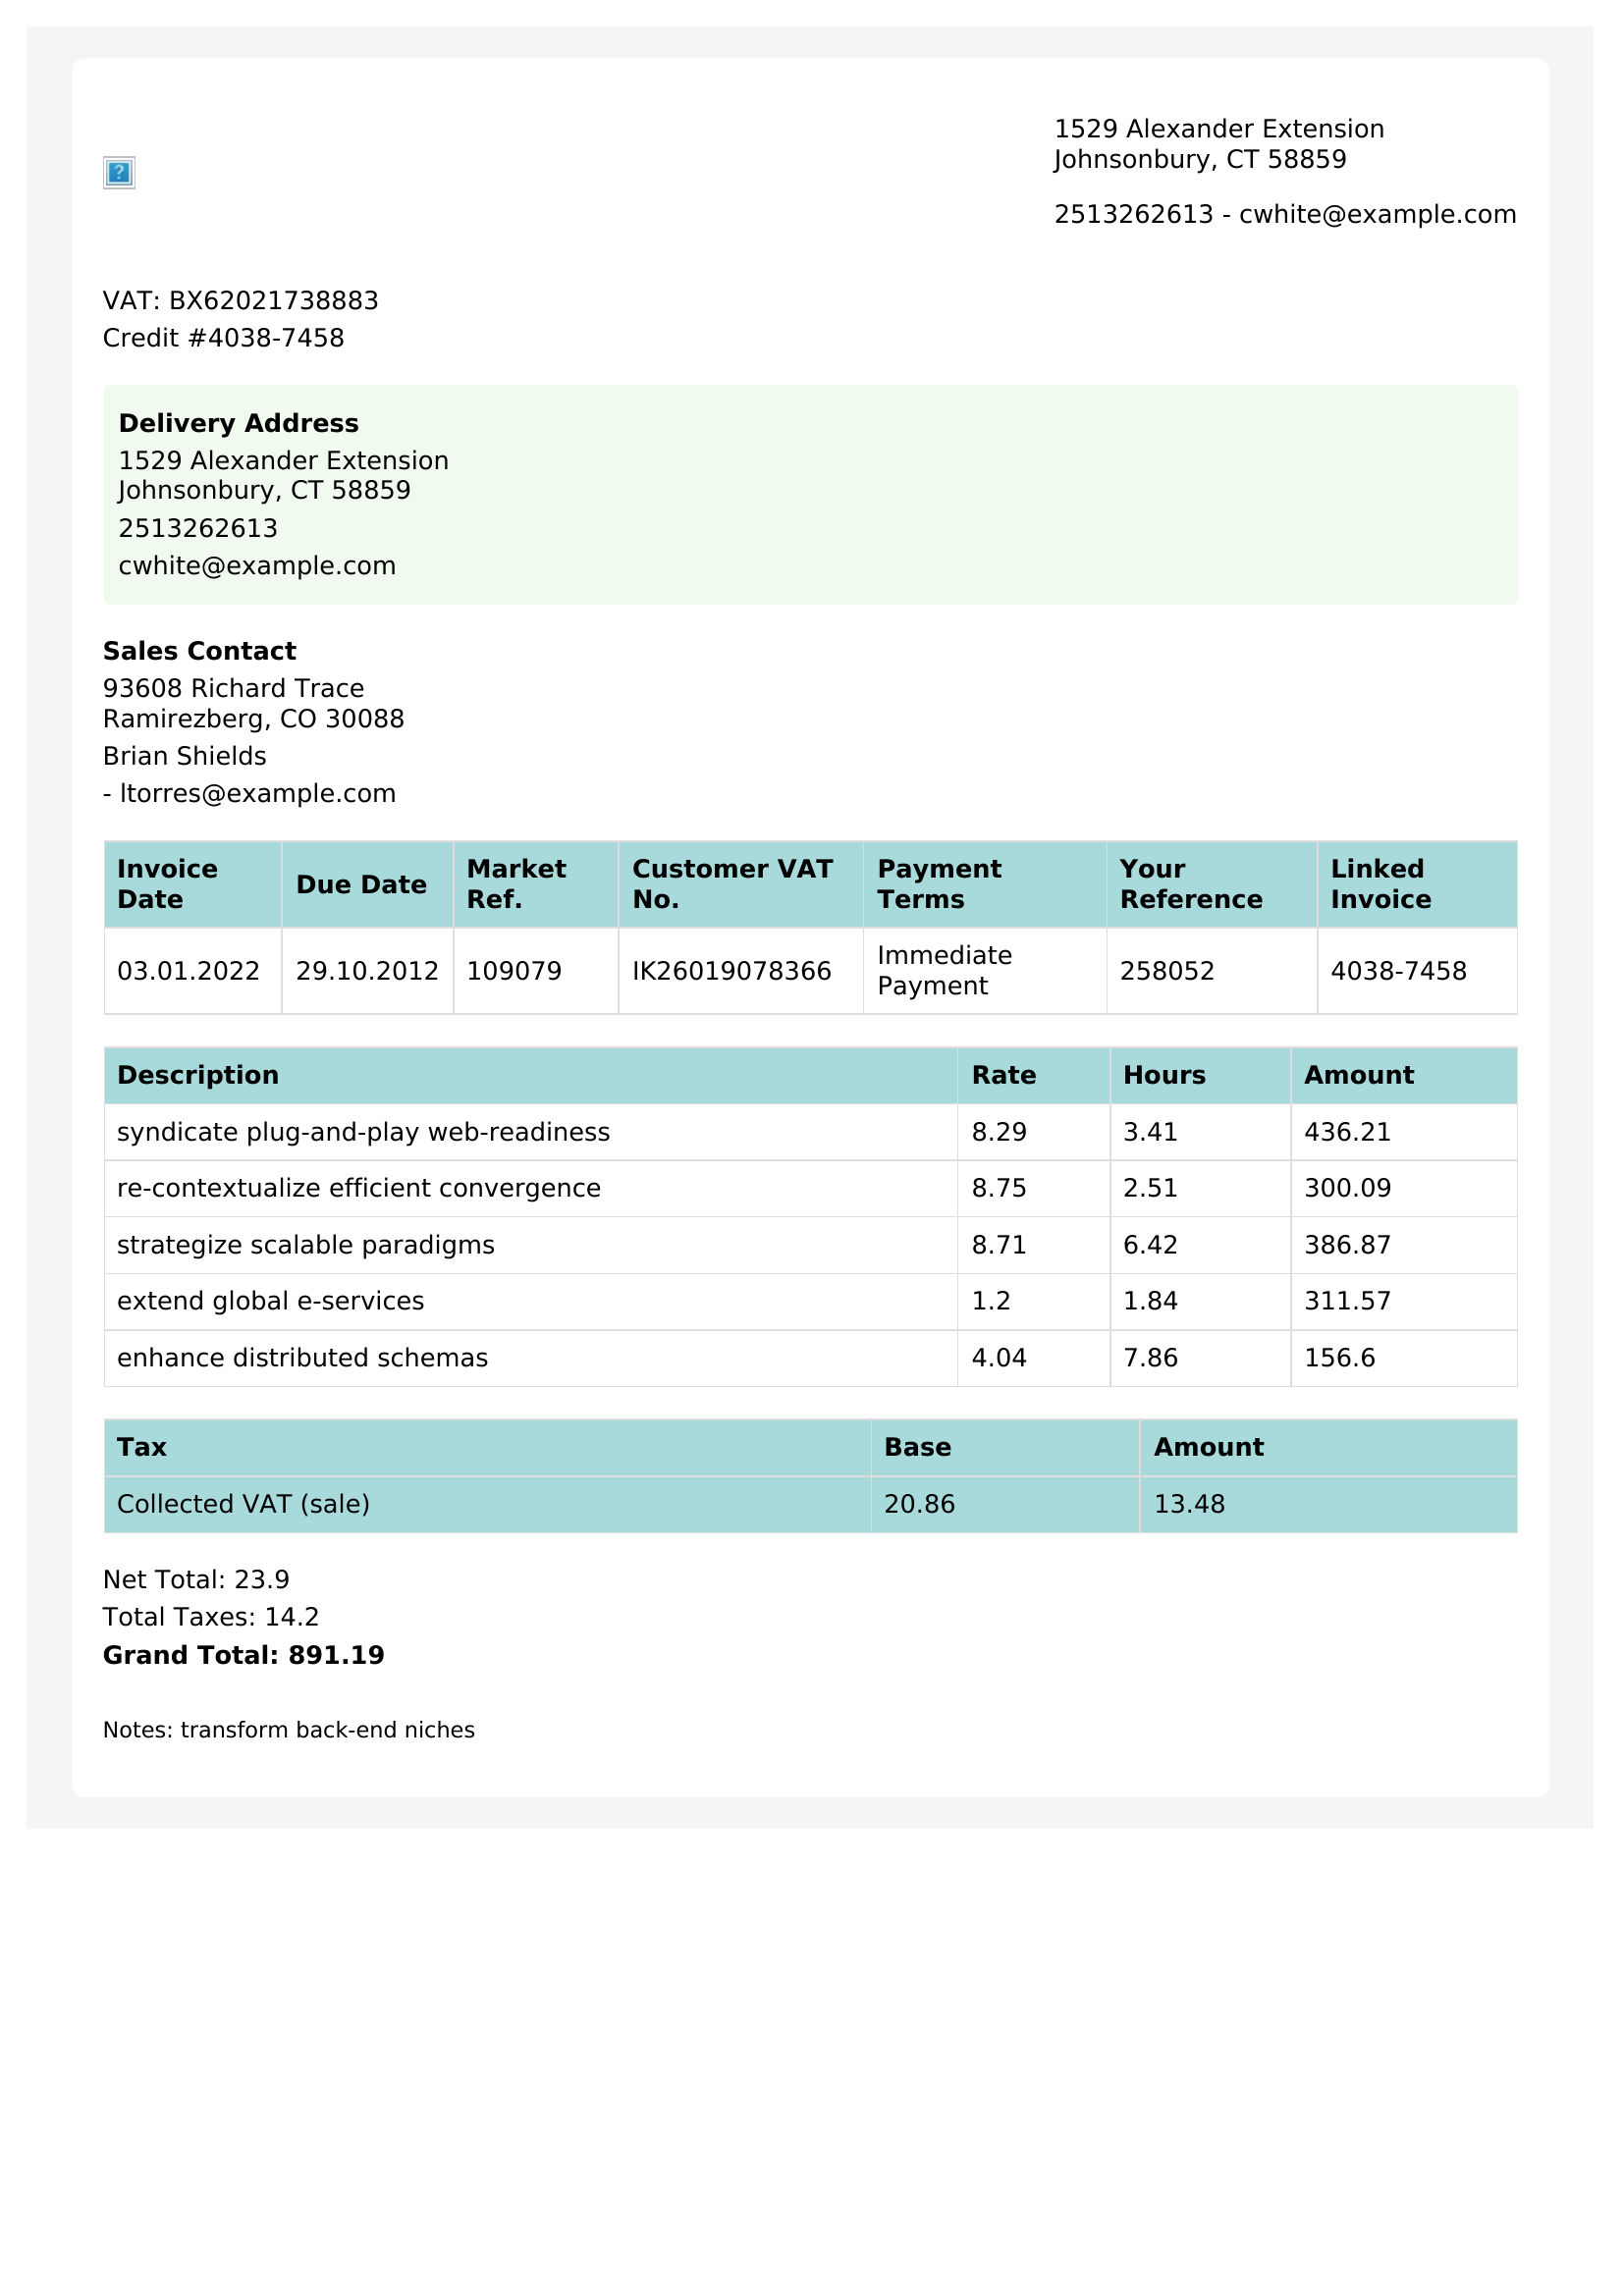 1529 Alexander Extension
Johnsonbury, CT 58859
2513262613 - cwhite@example.com
VAT: BX62021738883
Credit #4038-7458
Delivery Address
1529 Alexander Extension
Johnsonbury, CT 58859
2513262613
cwhite@example.com
Sales Contact
93608 Richard Trace
Ramirezberg, CO 30088
Brian Shields
- ltorres@example.com
Invoice Date Due Date Market Ref. Customer VAT No. Payment Terms Your Reference Linked Invoice
03.01.2022 29.10.2012 109079 IK26019078366 Immediate Payment 258052 4038-7458
Description Rate Hours Amount
syndicate plug-and-play web-readiness 8.29 3.41 436.21
re-contextualize efficient convergence 8.75 2.51 300.09
strategize scalable paradigms 8.71 6.42 386.87
extend global e-services 1.2 1.84 311.57
enhance distributed schemas 4.04 7.86 156.6
Tax Base Amount
Collected VAT (sale) 20.86 13.48
Net Total: 23.9
Total Taxes: 14.2
Grand Total: 891.19
Notes: transform back-end niches